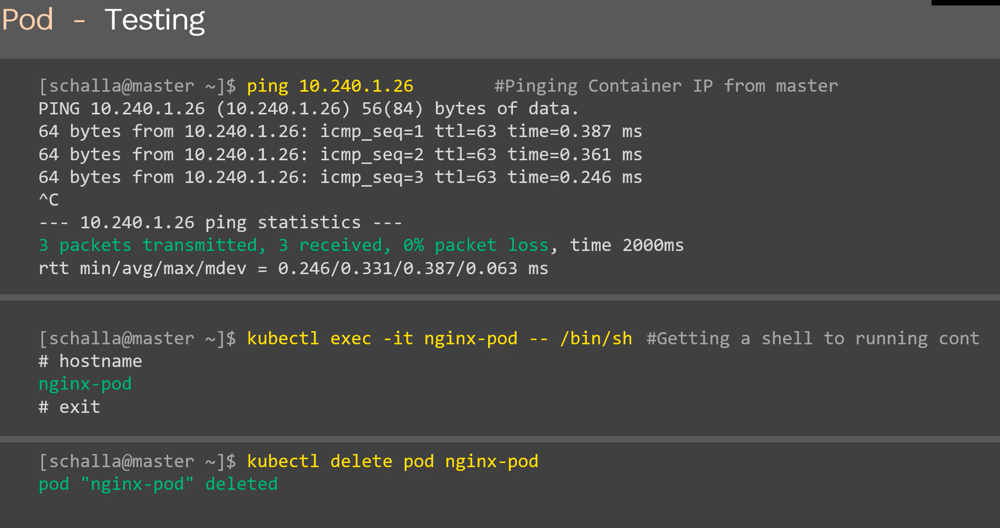 Pod - Testing
[schalla@master ~]$ ping 10.240.1.26 #Pinging Container IP from master
PING 10.240.1.26 (10.240.1.26) 56(84) bytes of data.
64 bytes from 10.240.1.26: icmp_seq=1 ttl=63 time=0.387 ms
64 bytes from 10.240.1.26: icmp_seq=2 ttl=63 time=0.361 ms
64 bytes from 10.240.1.26: icmp_seq=3 ttl=63 time=0.246 ms
^C
--- 10.240.1.26 ping statistics ---
3 packets transmitted, 3 received, 0% packet loss, time 2000ms
rtt min/avg/max/mdev = 0.246/0.331/0.387/0.063 ms
[schalla@master ~]$ kubectl exec -it nginx-pod -- /bin/sh #Getting a shell to running cont
# hostname
nginx-pod
# exit
[schalla@master ~]$ kubectl delete pod nginx-pod
pod "nginx-pod" deleted